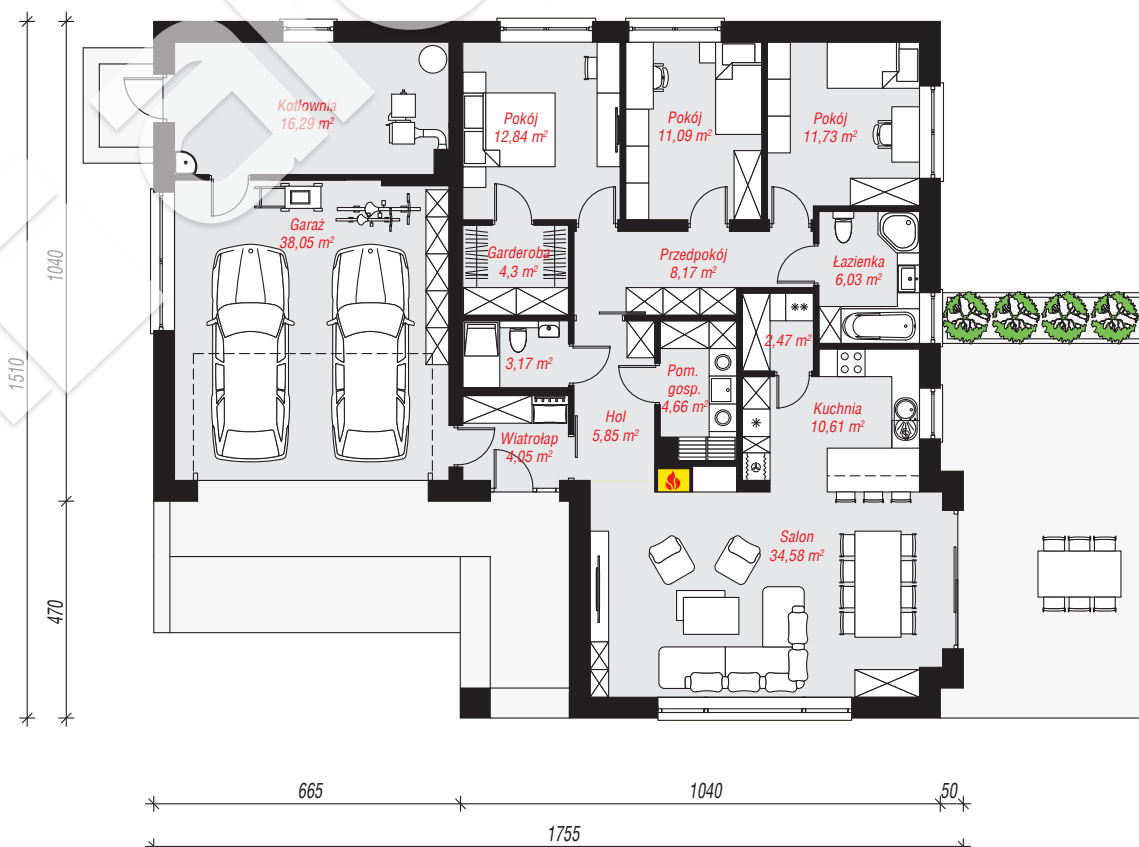 Kotłownia
16,29 m²
Pokój
12,84 m²
Pokój
11,09 m²
Pokój
11,73 m²
Garaż
38,05 m²
Garderoba
4,3 m²
Przedpokój
8,17 m²
Łazienka
6,03 m²
3,17 m²
Pom.
gosp.
4,66 m²
2,47 m²
Kuchnia
10,61 m²
Hol
5,85 m²
Wiatrołap
4,05 m²
Salon
34,58 m²
1040
1510
470
665
1040
50
1755